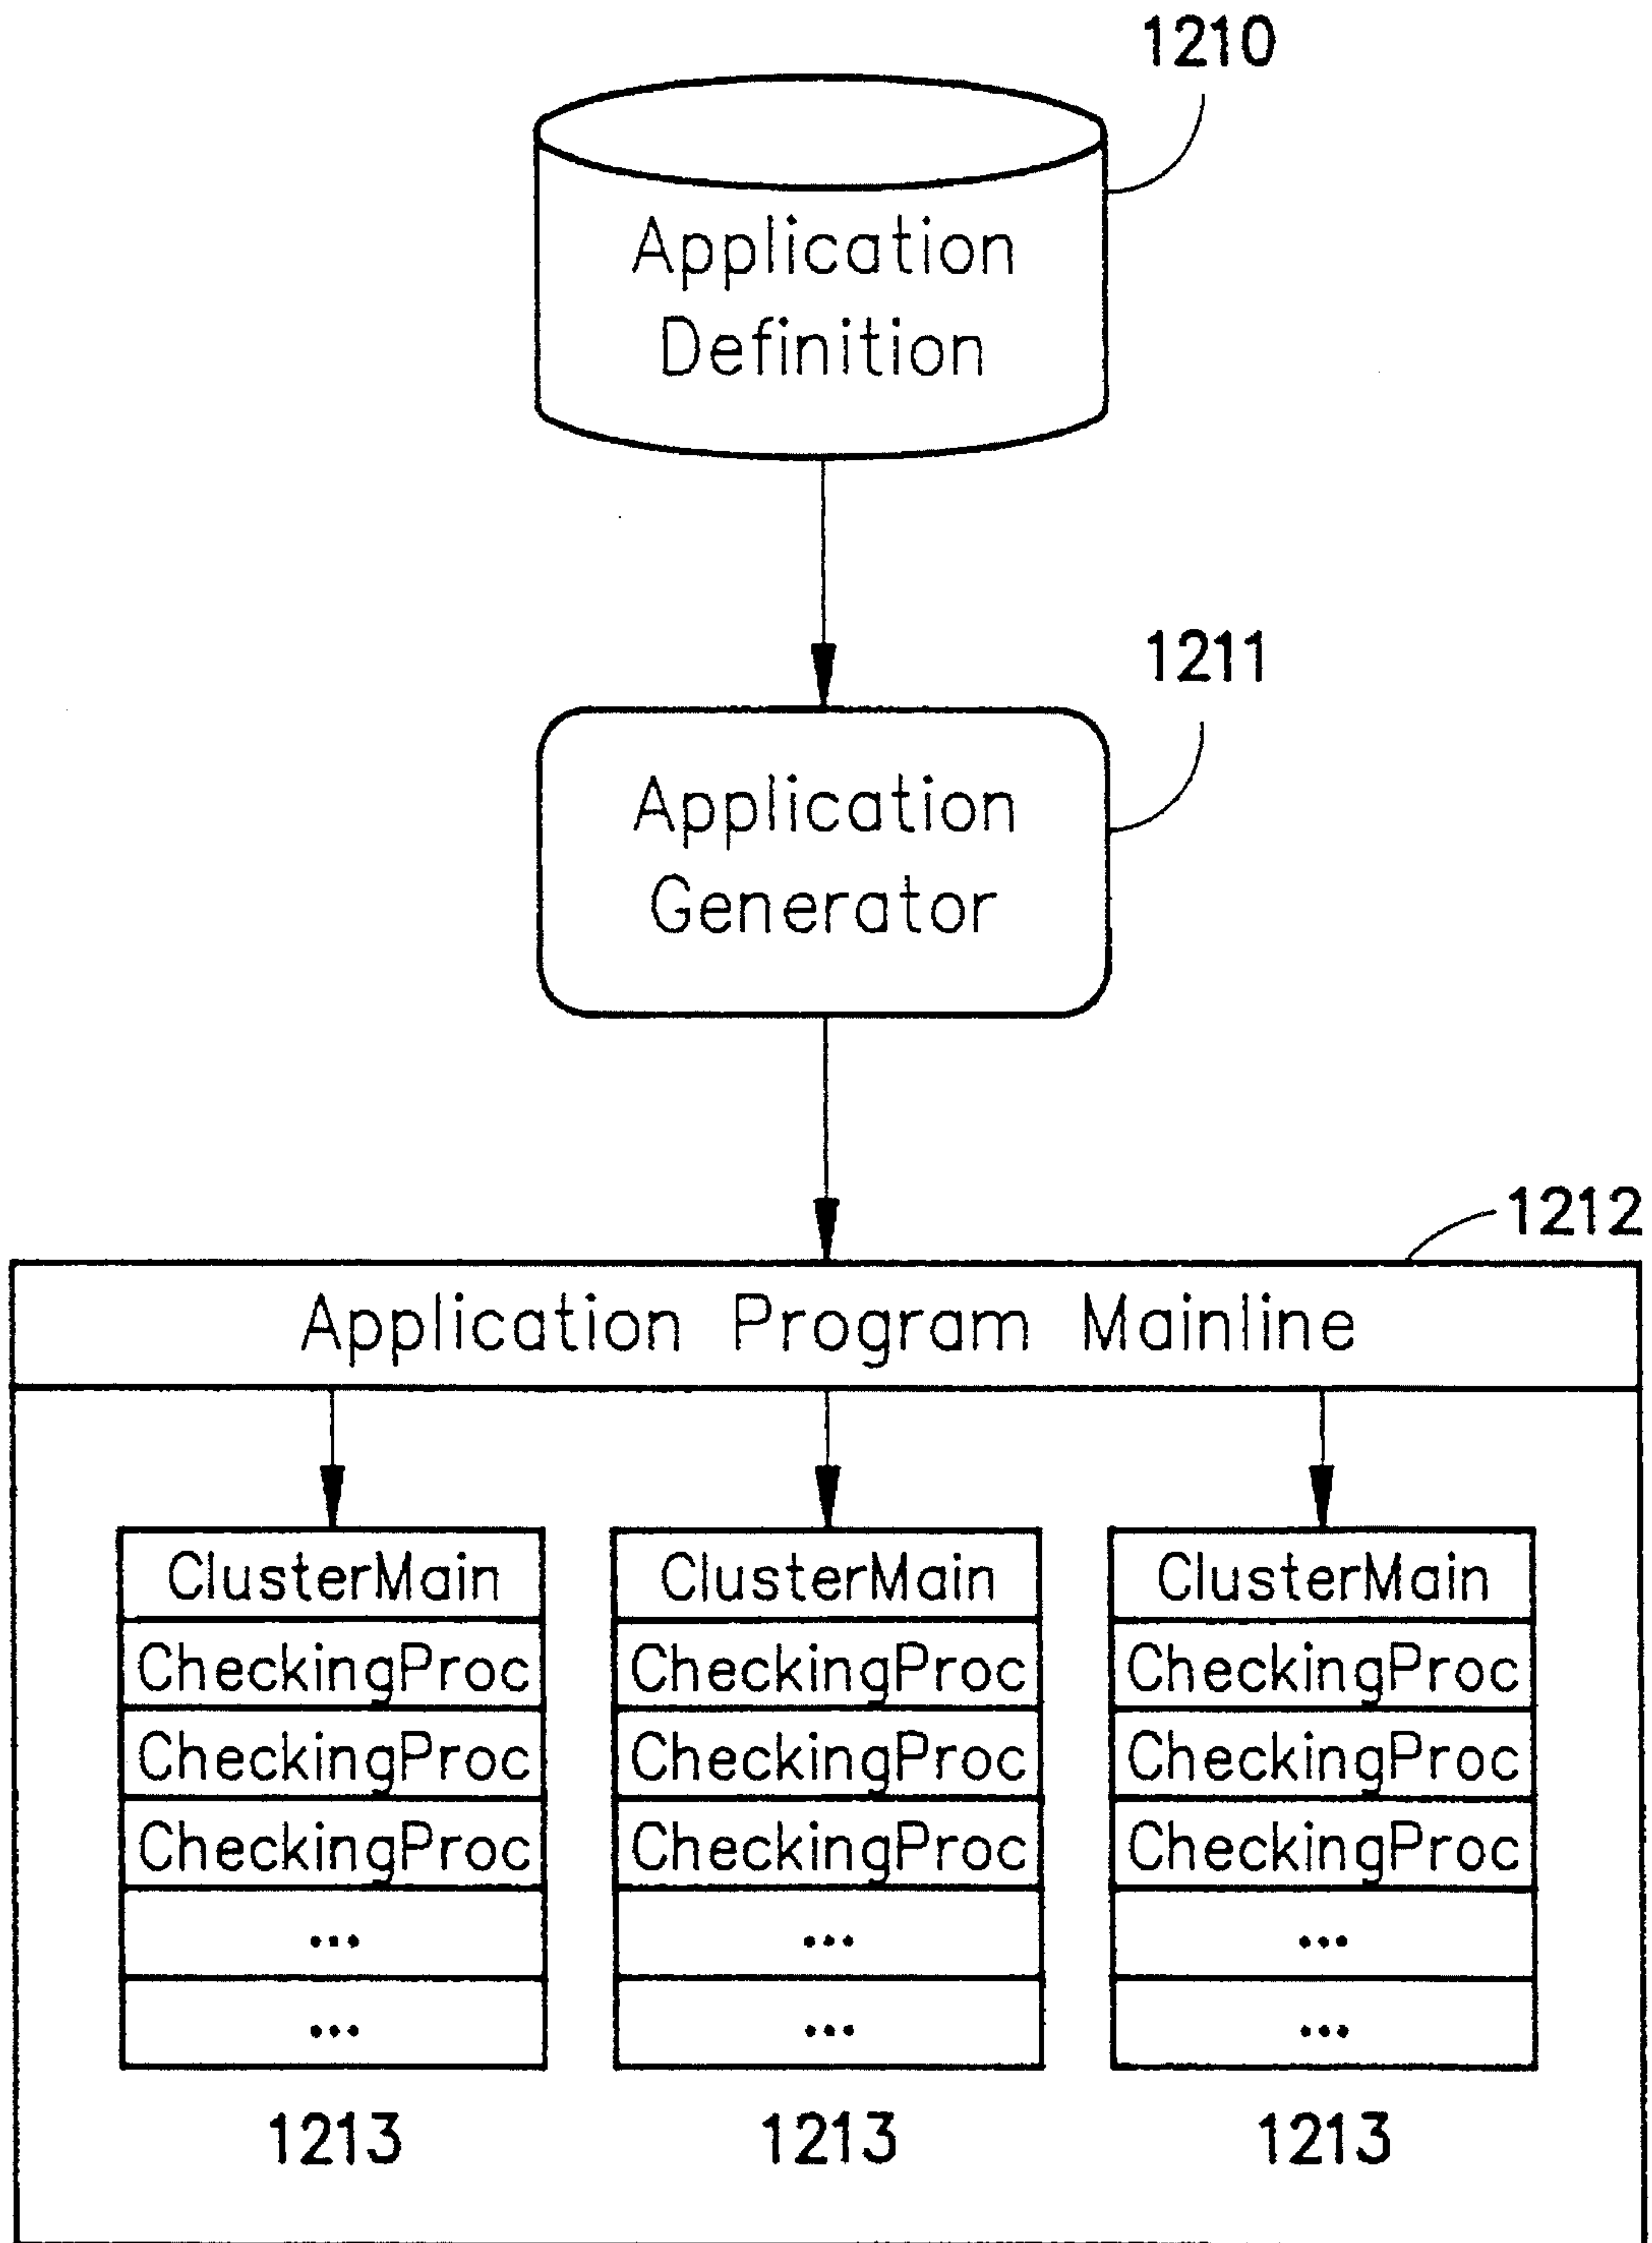 1210
Application
Definition
1211
Application
Generator
1212
Application Program Mainline
ClusterMain ClusterMain ClusterMain
CheckingProc CheckingProc CheckingProc
CheckingProc CheckingProc CheckingProc
CheckingProc CheckingProc CheckingProc
... ... ...
... ... ...
1213 1213 1213